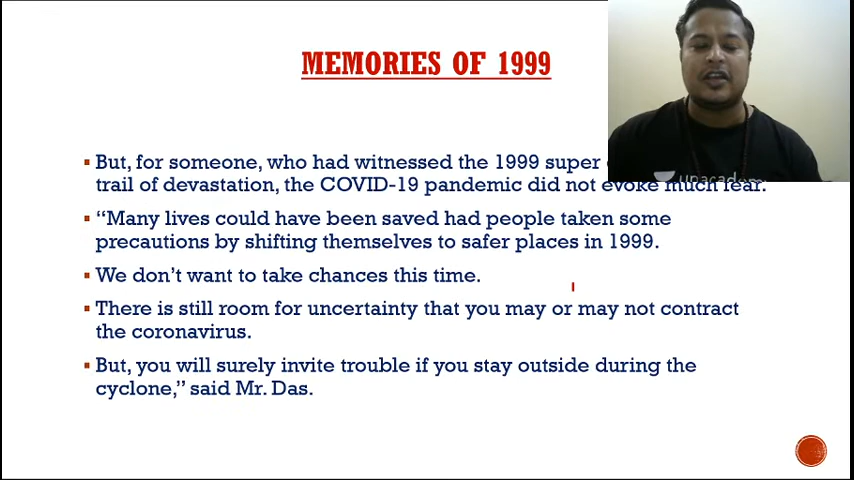 MEMORIES OF 1999
But, for someone, who had witnessed the 1999 super
trail of devastation, the COVID-19 pandemic did not evoke much fear.
“Many lives could have been saved had people taken some
precautions by shifting themselves to safer places in 1999.
We don’t want to take chances this time.
There is still room for uncertainty that you may or may not contract
the coronavirus.
But, you will surely invite trouble if you stay outside during the
cyclone,” said Mr. Das.